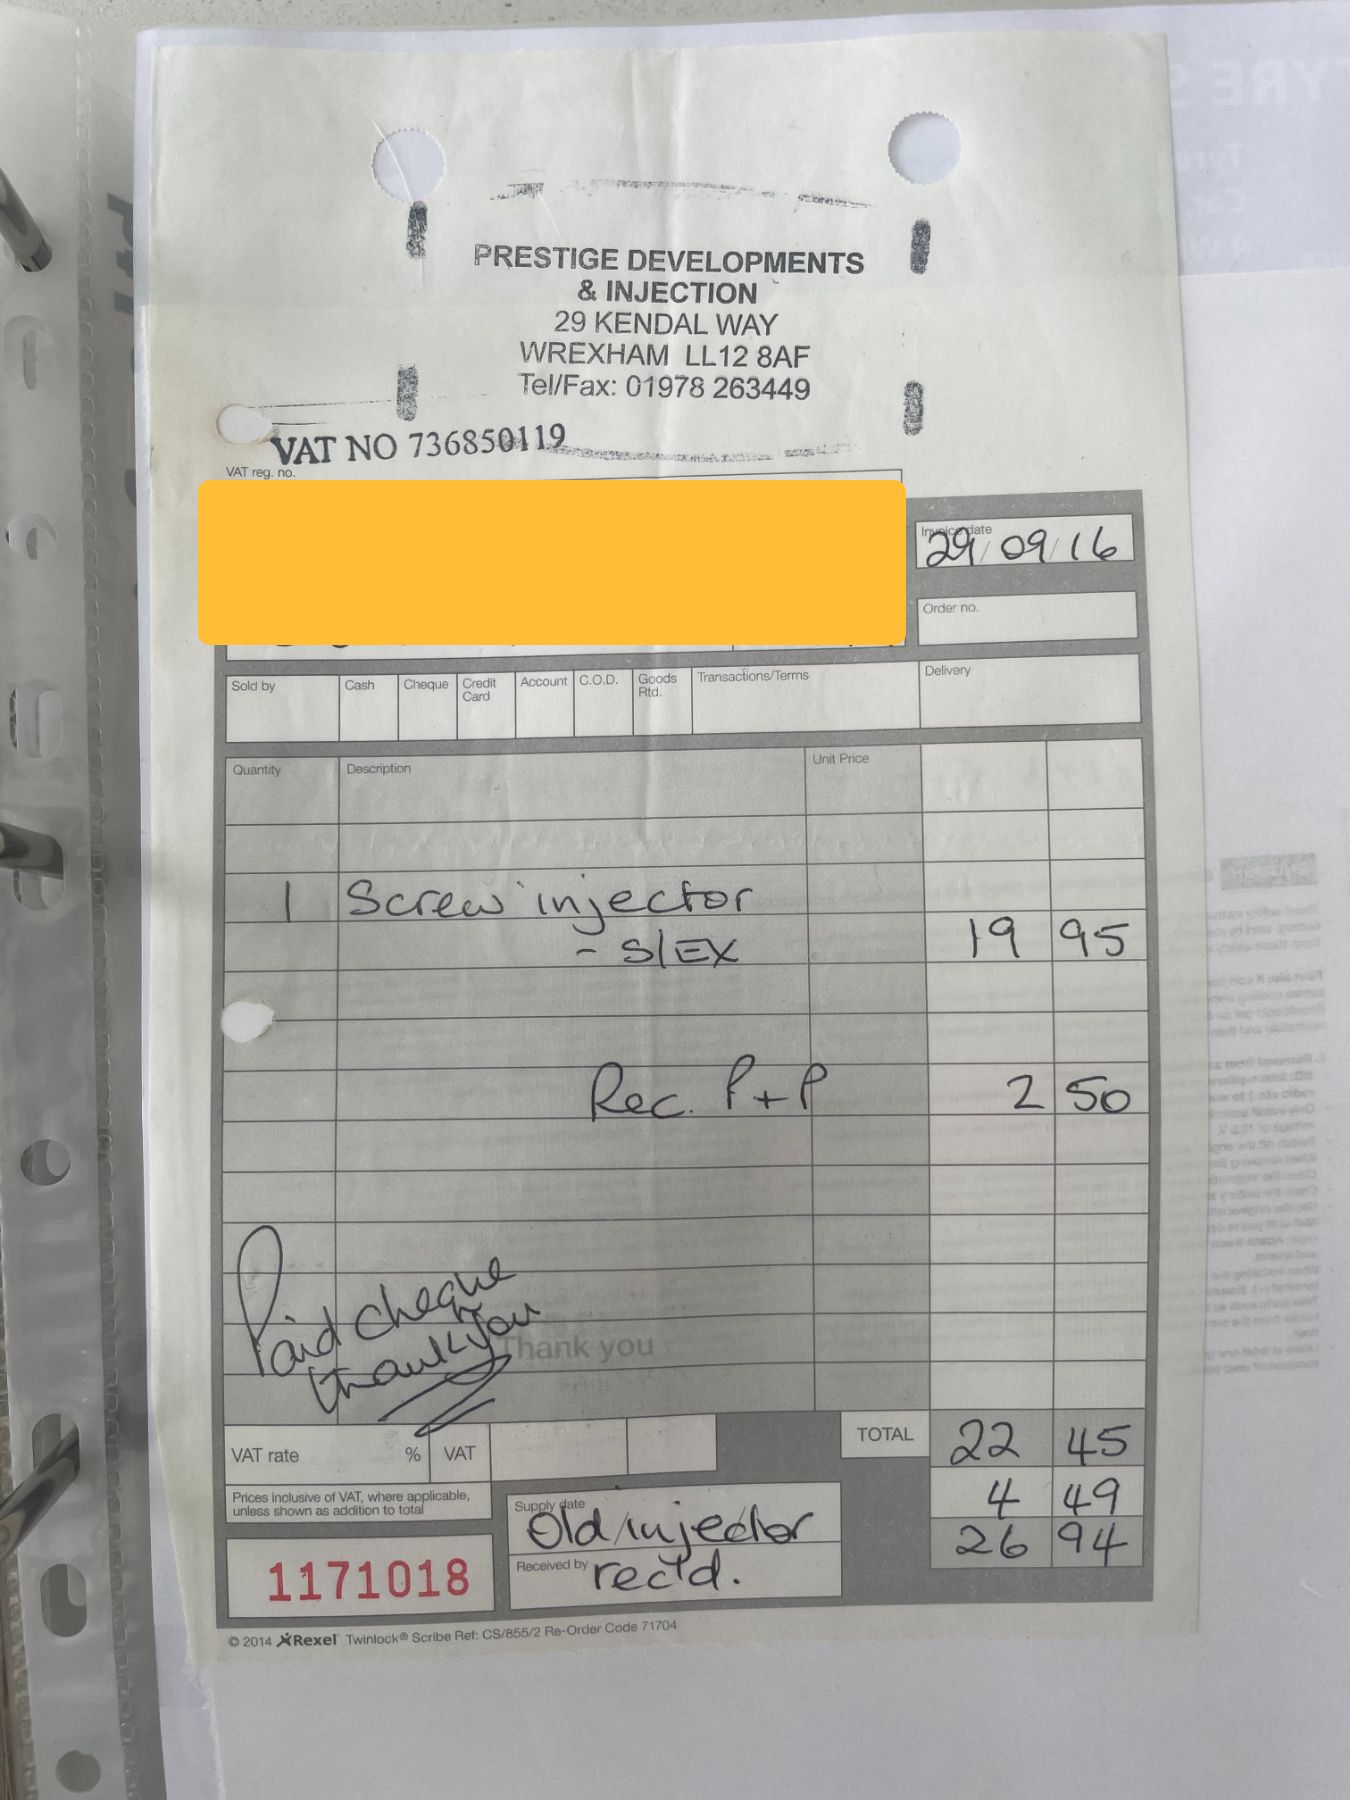 PRESTIGE DEVELOPMENTS
& INJECTION
29 KENDAL WAY
WREXHAM LL12 8AF
Tel/Fax: 01978 263449
VAT NO 736850119
VAT reg. no.
Invoice date
29/09/16
Order no.
Sold by Cash Cheque Credit Card Account C.O.D. Goods Rtd. Transactions/Terms Delivery
Quantity Description Unit Price
1 Screw injector
- S/EX 19 95
Rec. P+P 2 50
Paid cheque
thankyou
Thank you
VAT rate % VAT TOTAL 22 45
4 49
26 94
Prices inclusive of VAT, where applicable,
unless shown as addition to total
Supply date
Old injector
Received by
rec'd.
1171018
© 2014 Rexel Twinlock® Scribe Ref: CS/855/2 Re-Order Code 71704